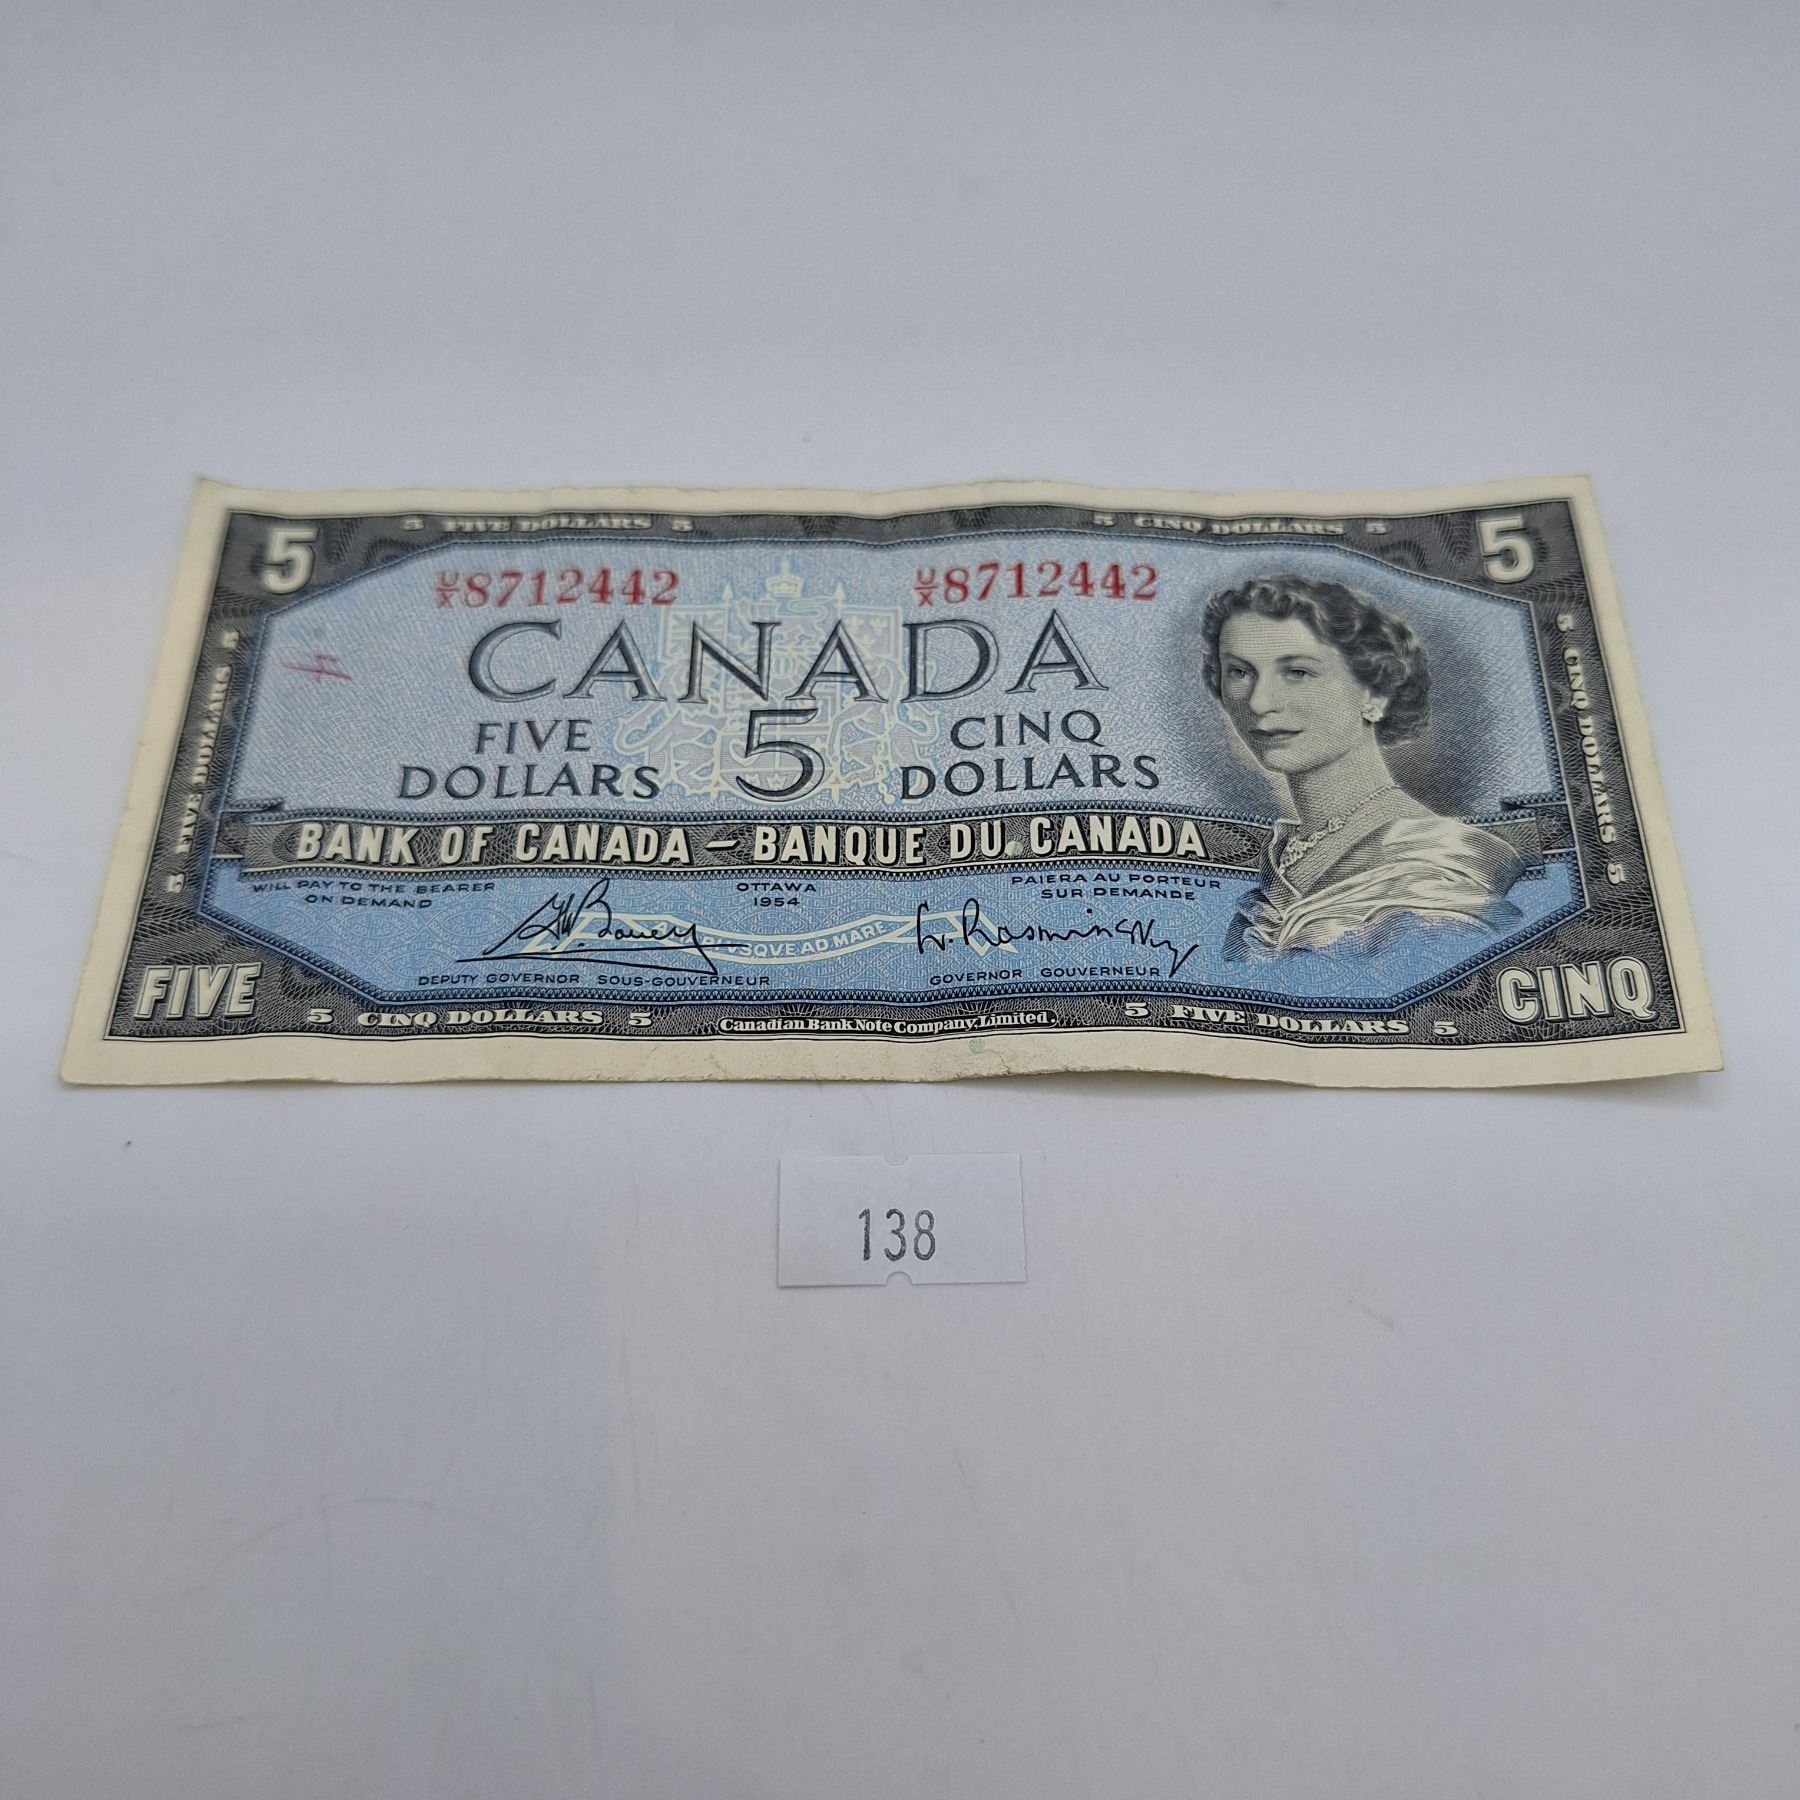 5 5 FIVE DOLLARS 5 5 CINQ DOLLARS 5 5
U/X 8712442 U/X 8712442
CANADA
FIVE DOLLARS 5 CINQ DOLLARS
5 FIVE DOLLARS 5
5 CINQ DOLLARS 5
BANK OF CANADA – BANQUE DU CANADA
WILL PAY TO THE BEARER ON DEMAND
OTTAWA
1954
PAIERA AU PORTEUR SUR DEMANDE
USQVE AD MARE
L. Rasminsky
DEPUTY GOVERNOR SOUS-GOUVERNEUR
GOVERNOR GOUVERNEUR
FIVE 5 CINQ DOLLARS 5 Canadian Bank Note Company, Limited. 5 FIVE DOLLARS 5 CINQ
138